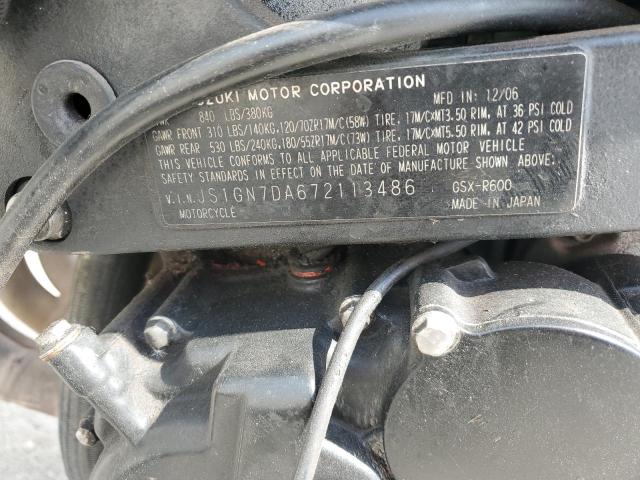 UZUKI MOTOR CORPORATION
MFD IN: 12/06
840 LBS/380KG
GAWR FRONT 310 LBS/140KG,120/70ZR17M/C(58W) TIRE, 17M/CxMT3.50 RIM, AT 36 PSI COLD
GAWR REAR 530 LBS/240KG,180/55ZR17M/C(73W) TIRE, 17M/CxMT5.50 RIM, AT 42 PSI COLD
THIS VEHICLE CONFORMS TO ALL APPLICABLE FEDERAL MOTOR VEHICLE
SAFETY STANDARDS IN EFFECT ON THE DATE OF MANUFACTURE SHOWN ABOVE.
V.I.N. JS1GN7DA672113486 GSX-R600
MOTORCYCLE MADE IN JAPAN